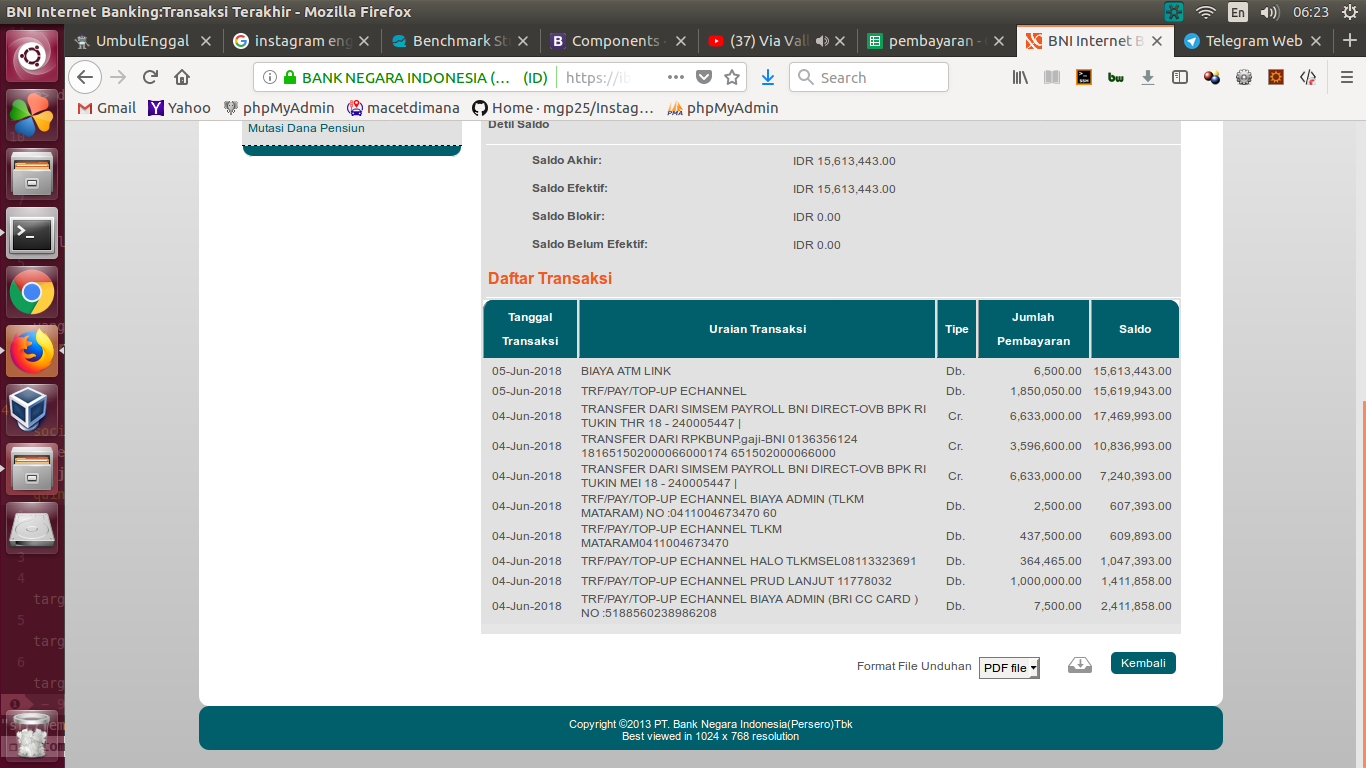 BNI Internet Banking:Transaksi Terakhir - Mozilla Firefox
En
06:23
UmbulEnggal
instagram eng
Benchmark St
Components -
(37) Via Vall
pembayaran -
BNI Internet B
Telegram Web
BANK NEGARA INDONESIA (… (ID)
https://ib
Search
Gmail
Yahoo
phpMyAdmin
macetdimana
Home · mgp25/Instag…
phpMyAdmin
Mutasi Dana Pensiun
Detil Saldo
Saldo Akhir: IDR 15,613,443.00
Saldo Efektif: IDR 15,613,443.00
Saldo Blokir: IDR 0.00
Saldo Belum Efektif: IDR 0.00
Daftar Transaksi
Tanggal Transaksi Uraian Transaksi Tipe Jumlah Pembayaran Saldo
05-Jun-2018 BIAYA ATM LINK Db. 6,500.00 15,613,443.00
05-Jun-2018 TRF/PAY/TOP-UP ECHANNEL Db. 1,850,050.00 15,619,943.00
04-Jun-2018 TRANSFER DARI SIMSEM PAYROLL BNI DIRECT-OVB BPK RI
TUKIN THR 18 - 240005447 | Cr. 6,633,000.00 17,469,993.00
04-Jun-2018 TRANSFER DARI RPKBUNP.gaji-BNI 0136356124
181651502000066000174 651502000066000 Cr. 3,596,600.00 10,836,993.00
04-Jun-2018 TRANSFER DARI SIMSEM PAYROLL BNI DIRECT-OVB BPK RI
TUKIN MEI 18 - 240005447 | Cr. 6,633,000.00 7,240,393.00
04-Jun-2018 TRF/PAY/TOP-UP ECHANNEL BIAYA ADMIN (TLKM
MATARAM) NO :0411004673470 60 Db. 2,500.00 607,393.00
04-Jun-2018 TRF/PAY/TOP-UP ECHANNEL TLKM
MATARAM0411004673470 Db. 437,500.00 609,893.00
04-Jun-2018 TRF/PAY/TOP-UP ECHANNEL HALO TLKMSEL08113323691 Db. 364,465.00 1,047,393.00
04-Jun-2018 TRF/PAY/TOP-UP ECHANNEL PRUD LANJUT 11778032 Db. 1,000,000.00 1,411,858.00
04-Jun-2018 TRF/PAY/TOP-UP ECHANNEL BIAYA ADMIN (BRI CC CARD )
NO :5188560238986208 Db. 7,500.00 2,411,858.00
Format File Unduhan PDF file Kembali
Copyright ©2013 PT. Bank Negara Indonesia(Persero)Tbk
Best viewed in 1024 x 768 resolution